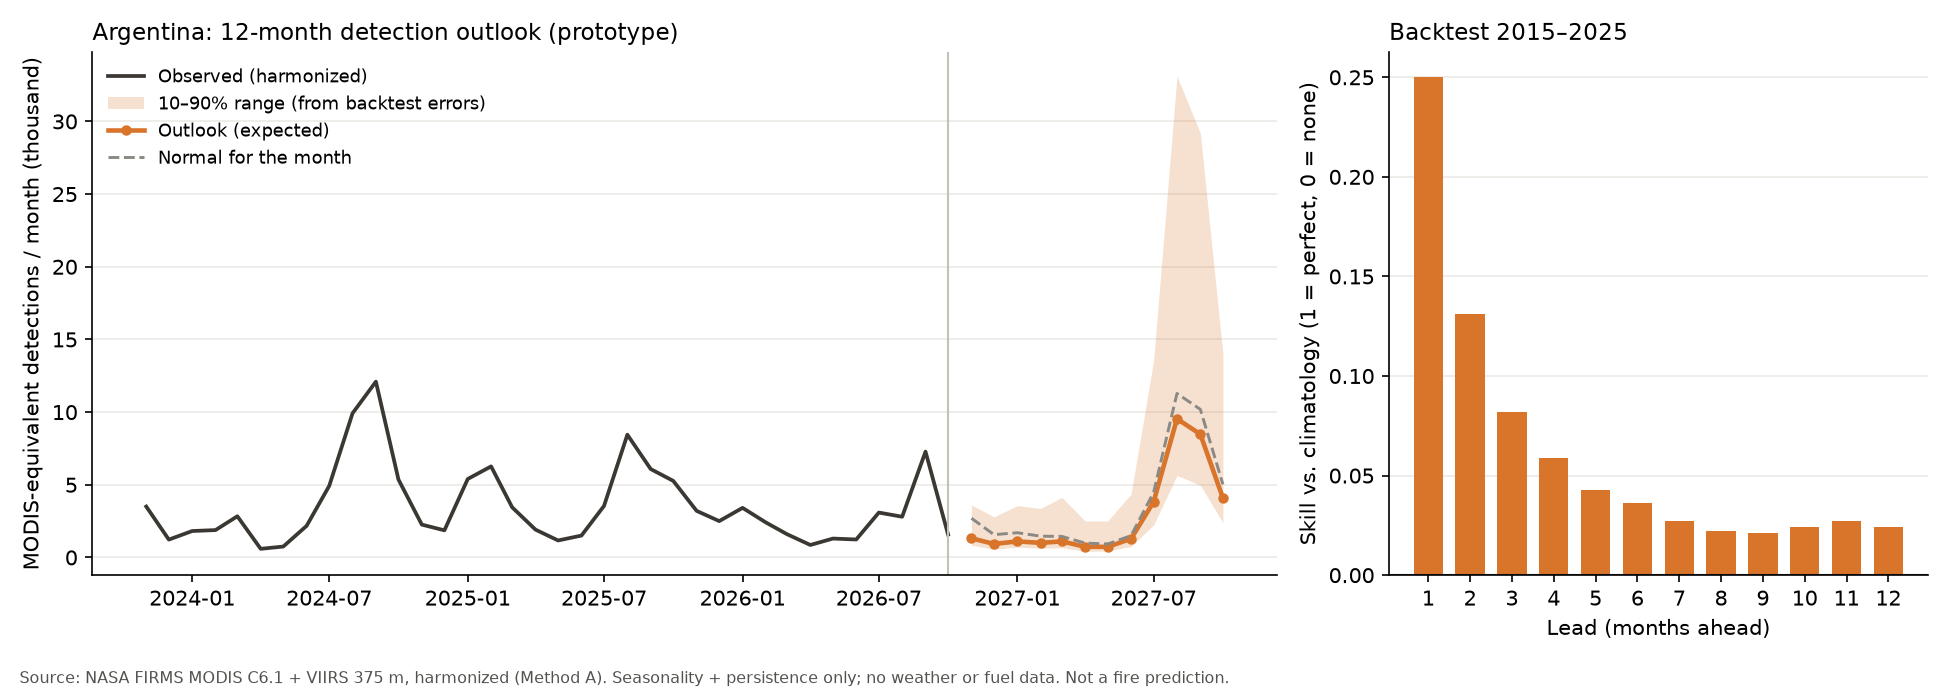 Argentina: 12-month detection outlook (prototype)
MODIS-equivalent detections / month (thousand)
Observed (harmonized)
10–90% range (from backtest errors)
Outlook (expected)
Normal for the month
30
25
20
15
10
5
0
2024-01 2024-07 2025-01 2025-07 2026-01 2026-07 2027-01 2027-07
Backtest 2015–2025
Skill vs. climatology (1 = perfect, 0 = none)
0.25
0.20
0.15
0.10
0.05
0.00
1 2 3 4 5 6 7 8 9 10 11 12
Lead (months ahead)
Source: NASA FIRMS MODIS C6.1 + VIIRS 375 m, harmonized (Method A). Seasonality + persistence only; no weather or fuel data. Not a fire prediction.